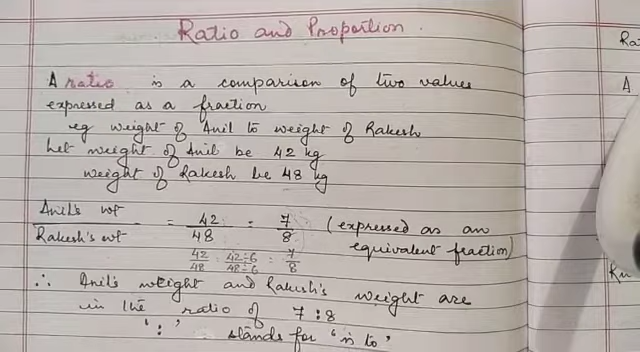 Ratio and Proportion.
A ratio is a comparison of two values
expressed as a fraction
eg weight of Anil to weight of Rakesh
Let weight of Anil be 42 kg
weight of Rakesh be 48 kg
Anil's wt / Rakesh's wt = 42/48 = 7/8 (expressed as an
equivalent fraction)
42/48 = 42÷6/48÷6 = 7/8
∴ Anil's weight and Rakesh's weight are
in the ratio of 7:8
':' stands for 'is to'
Ra
A